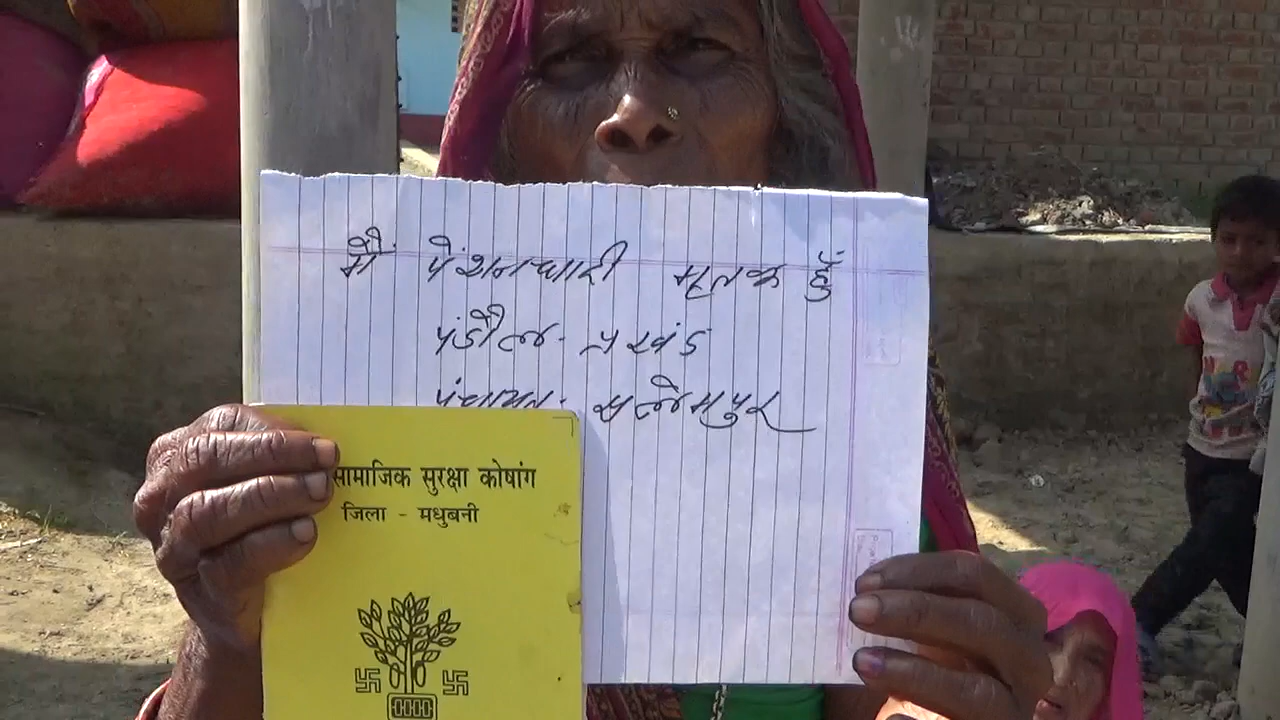 मैं पेंशनधारी मृतक हूँ
पंडौल प्रखंड
पंचायत: सलेमपुर
सामाजिक सुरक्षा कोषांग
जिला - मधुबनी